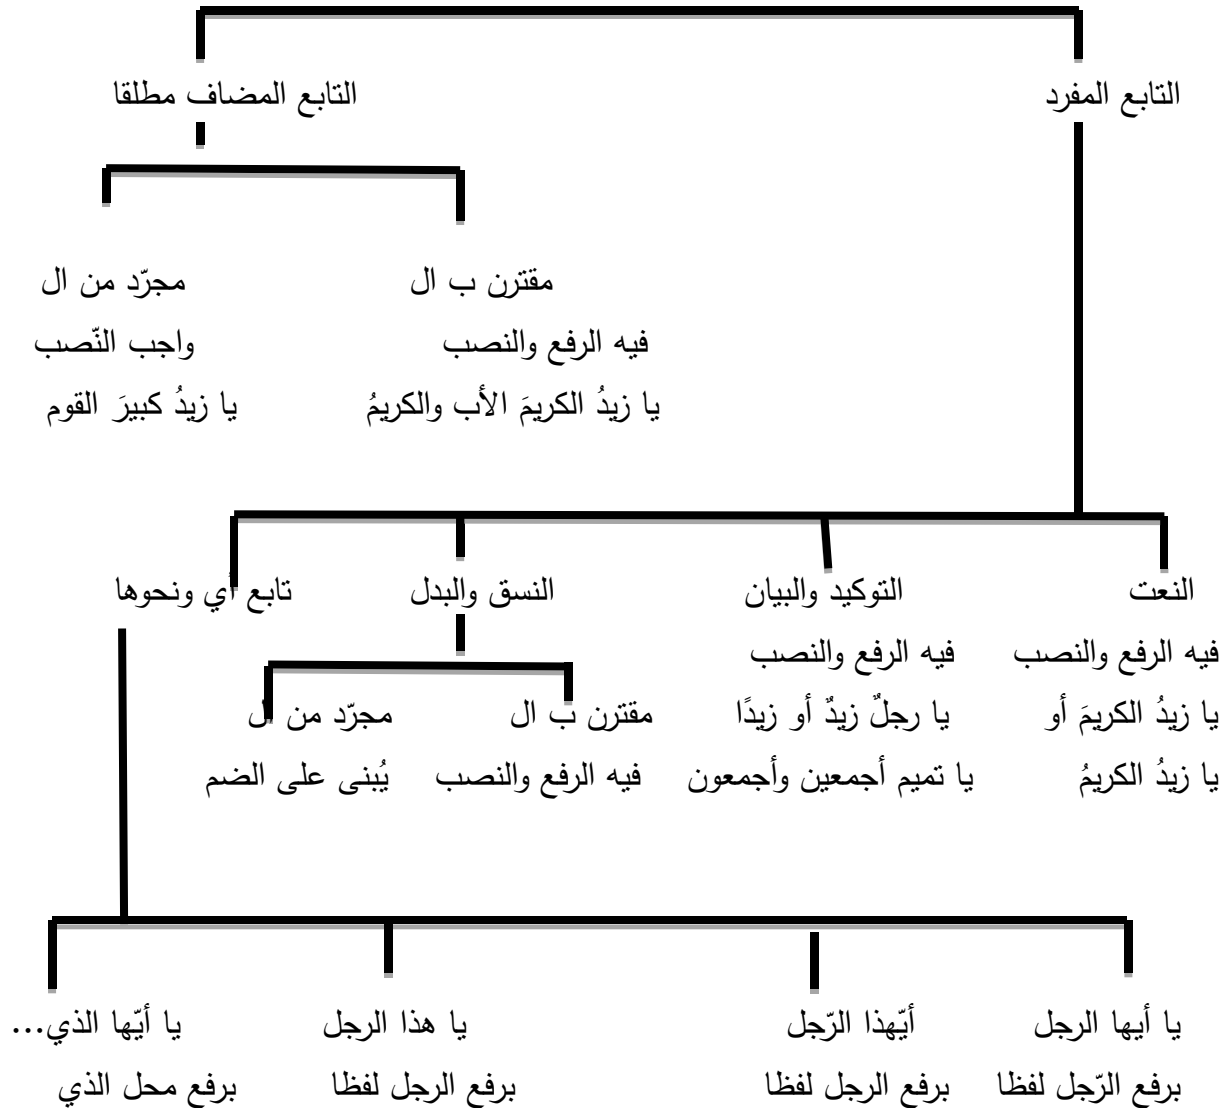 التابع المفرد
التابع المضاف مطلقا
مقترن ب ال
فيه الرفع والنصب
يا زيدُ الكريمَ الأب والكريمُ
مجرّد من ال
واجب النّصب
يا زيدُ كبيرَ القوم
النعت
فيه الرفع والنصب
يا زيدُ الكريمَ أو
يا زيدُ الكريمُ
التوكيد والبيان
فيه الرفع والنصب
يا رجلٌ زيدٌ أو زيدًا
يا تميم أجمعين وأجمعون
النسق والبدل
مقترن ب ال
فيه الرفع والنصب
مجرّد من ال
يُبنى على الضم
تابع أي ونحوها
يا أيها الرجل
برفع الرّجل لفظا
أيّهذا الرّجل
برفع الرجل لفظا
يا هذا الرجل
برفع الرجل لفظا
يا أيّها الذي...
برفع محل الذي